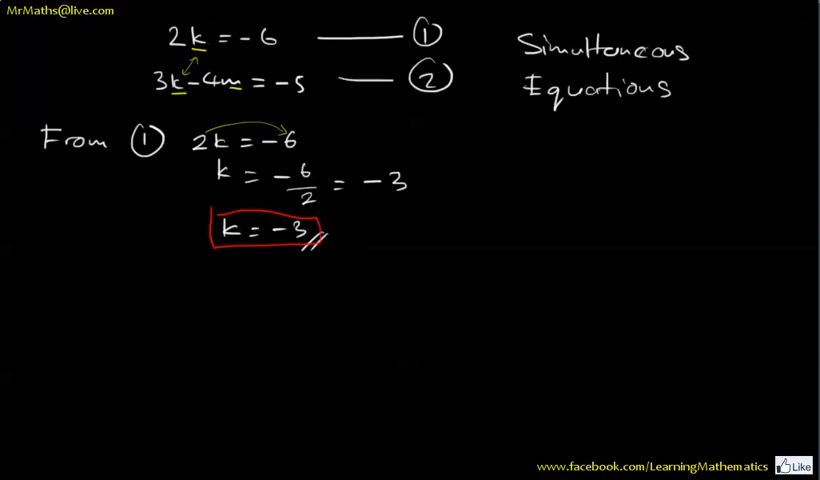 MrMaths@live.com
2k = -6 ——— ①
Simultaneous
3k - 4m = -5 —— ②
Equations
From ① 2k = -6
k = -6/2 = -3
k = -3
www.facebook.com/LearningMathematics Like